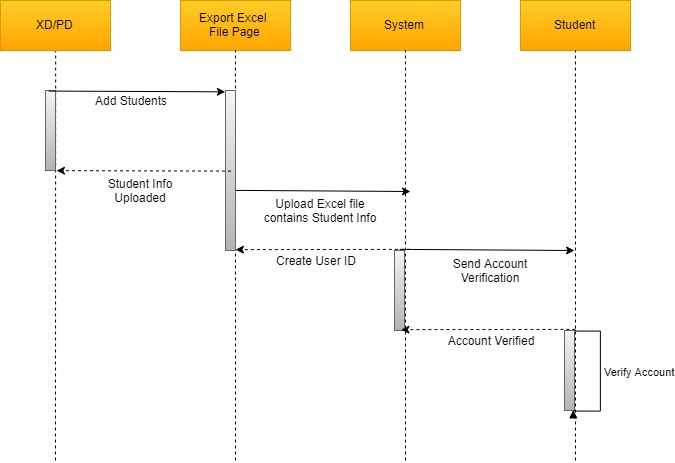 XD/PD
Export Excel
File Page
System
Student
Add Students
Student Info
Uploaded
Upload Excel file
contains Student Info
Create User ID
Send Account
Verification
Account Verified
Verify Account